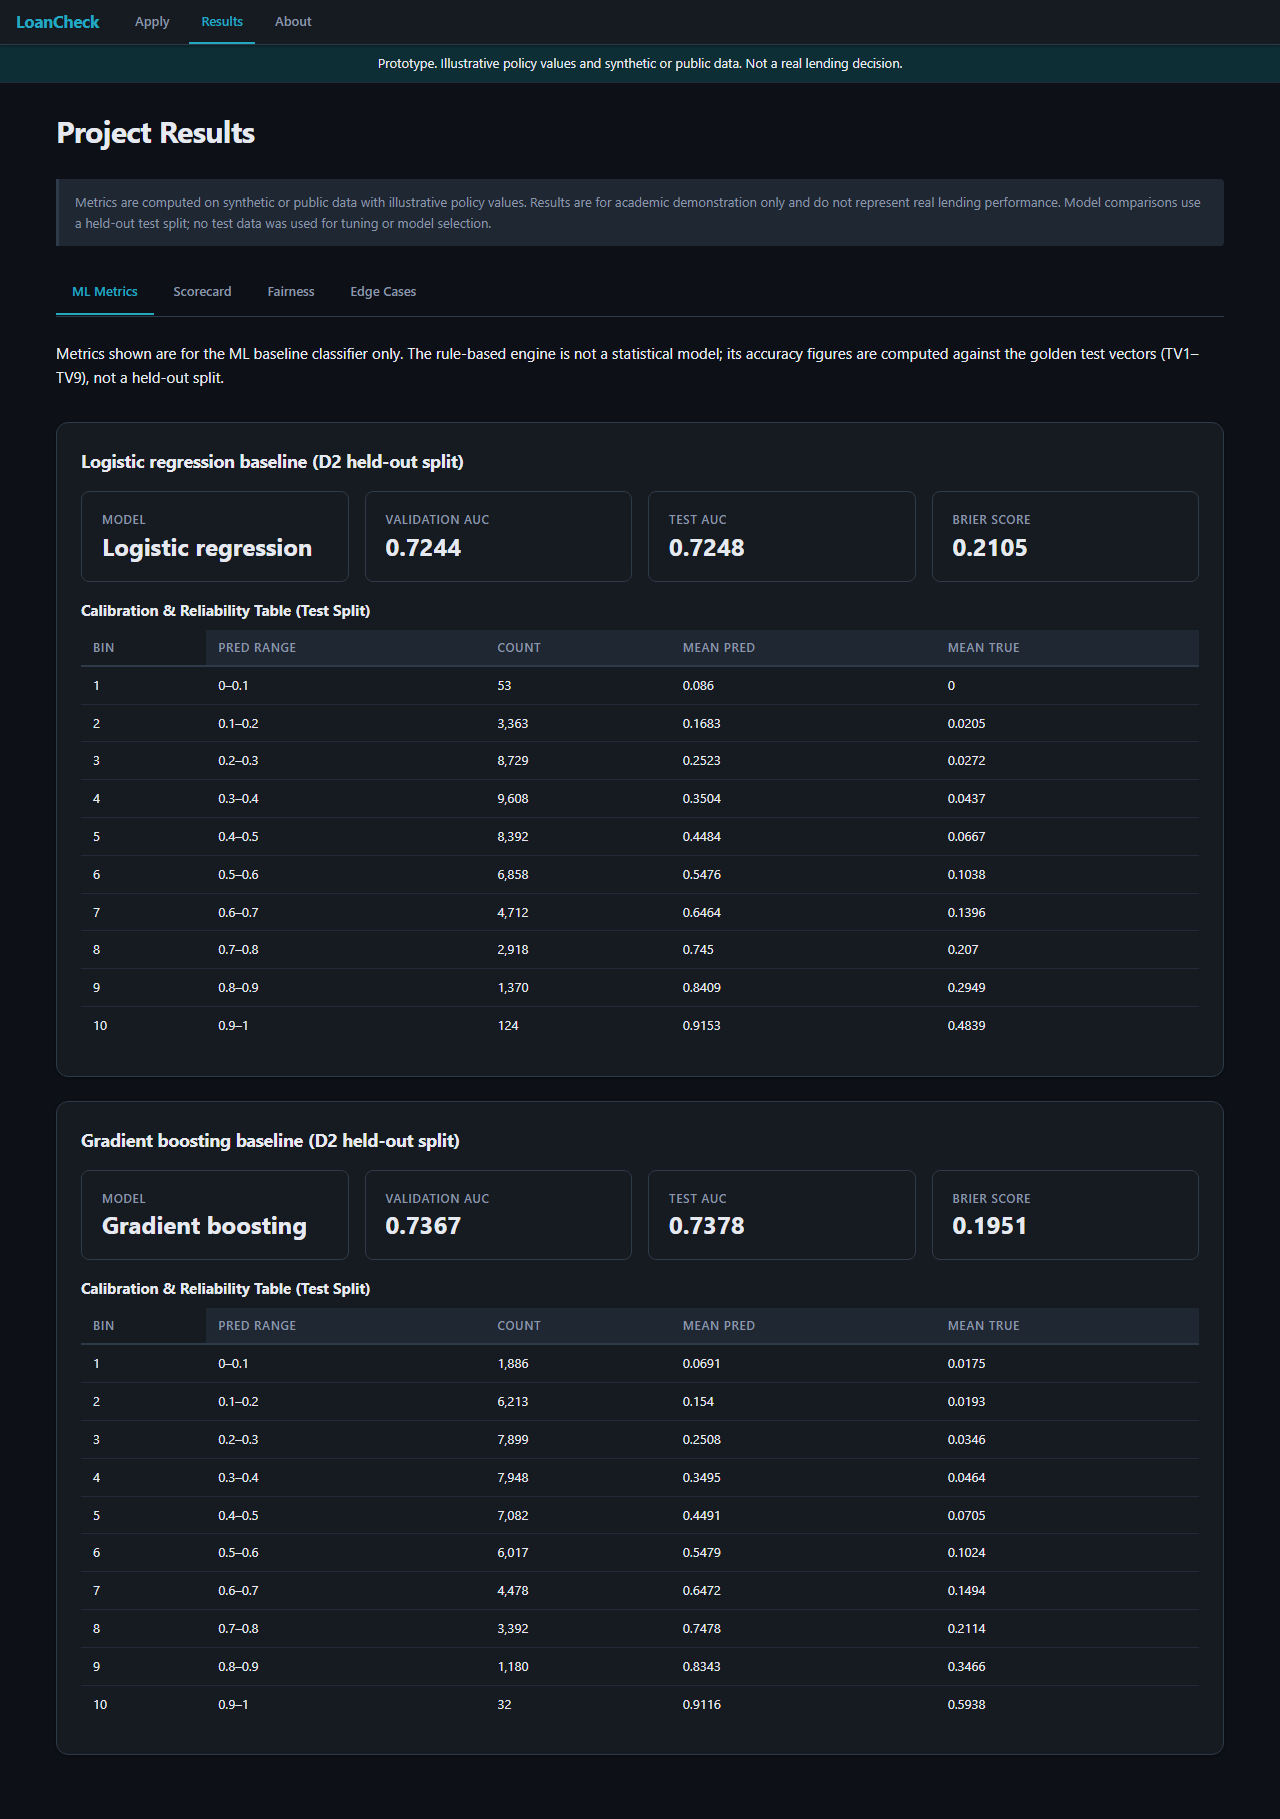 LoanCheck Apply Results About
Prototype. Illustrative policy values and synthetic or public data. Not a real lending decision.
Project Results
Metrics are computed on synthetic or public data with illustrative policy values. Results are for academic demonstration only and do not represent real lending performance. Model comparisons use
a held-out test split; no test data was used for tuning or model selection.
ML Metrics Scorecard Fairness Edge Cases
Metrics shown are for the ML baseline classifier only. The rule-based engine is not a statistical model; its accuracy figures are computed against the golden test vectors (TV1–
TV9), not a held-out split.
Logistic regression baseline (D2 held-out split)
MODEL VALIDATION AUC TEST AUC BRIER SCORE
Logistic regression 0.7244 0.7248 0.2105
Calibration & Reliability Table (Test Split)
BIN PRED RANGE COUNT MEAN PRED MEAN TRUE
1 0–0.1 53 0.086 0
2 0.1–0.2 3,363 0.1683 0.0205
3 0.2–0.3 8,729 0.2523 0.0272
4 0.3–0.4 9,608 0.3504 0.0437
5 0.4–0.5 8,392 0.4484 0.0667
6 0.5–0.6 6,858 0.5476 0.1038
7 0.6–0.7 4,712 0.6464 0.1396
8 0.7–0.8 2,918 0.745 0.207
9 0.8–0.9 1,370 0.8409 0.2949
10 0.9–1 124 0.9153 0.4839
Gradient boosting baseline (D2 held-out split)
MODEL VALIDATION AUC TEST AUC BRIER SCORE
Gradient boosting 0.7367 0.7378 0.1951
Calibration & Reliability Table (Test Split)
BIN PRED RANGE COUNT MEAN PRED MEAN TRUE
1 0–0.1 1,886 0.0691 0.0175
2 0.1–0.2 6,213 0.154 0.0193
3 0.2–0.3 7,899 0.2508 0.0346
4 0.3–0.4 7,948 0.3495 0.0464
5 0.4–0.5 7,082 0.4491 0.0705
6 0.5–0.6 6,017 0.5479 0.1024
7 0.6–0.7 4,478 0.6472 0.1494
8 0.7–0.8 3,392 0.7478 0.2114
9 0.8–0.9 1,180 0.8343 0.3466
10 0.9–1 32 0.9116 0.5938